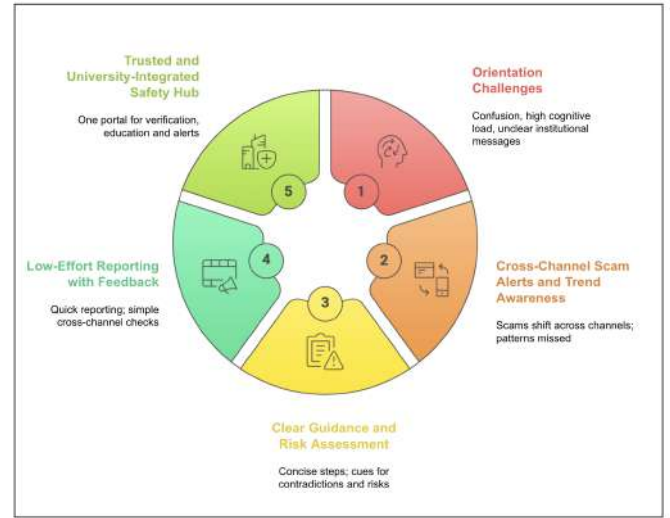 Trusted and
University-Integrated
Safety Hub
One portal for verification,
education and alerts
Orientation
Challenges
Confusion, high cognitive
load, unclear institutional
messages
5
1
4
2
3
Low-Effort Reporting
with Feedback
Quick reporting; simple
cross-channel checks
Cross-Channel Scam
Alerts and Trend
Awareness
Scams shift across channels;
patterns missed
Clear Guidance and
Risk Assessment
Concise steps; cues for
contradictions and risks